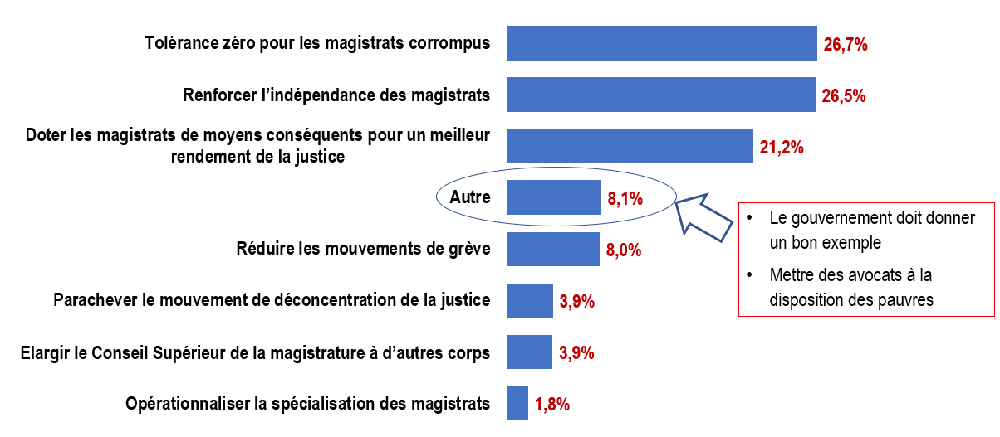 Tolérance zéro pour les magistrats corrompus
26,7%
Renforcer l’indépendance des magistrats
26,5%
Doter les magistrats de moyens conséquents pour un meilleur
rendement de la justice
21,2%
Autre
8,1%
• Le gouvernement doit donner
un bon exemple
• Mettre des avocats à la
disposition des pauvres
Réduire les mouvements de grève
8,0%
Parachever le mouvement de déconcentration de la justice
3,9%
Elargir le Conseil Supérieur de la magistrature à d’autres corps
3,9%
Opérationnaliser la spécialisation des magistrats
1,8%